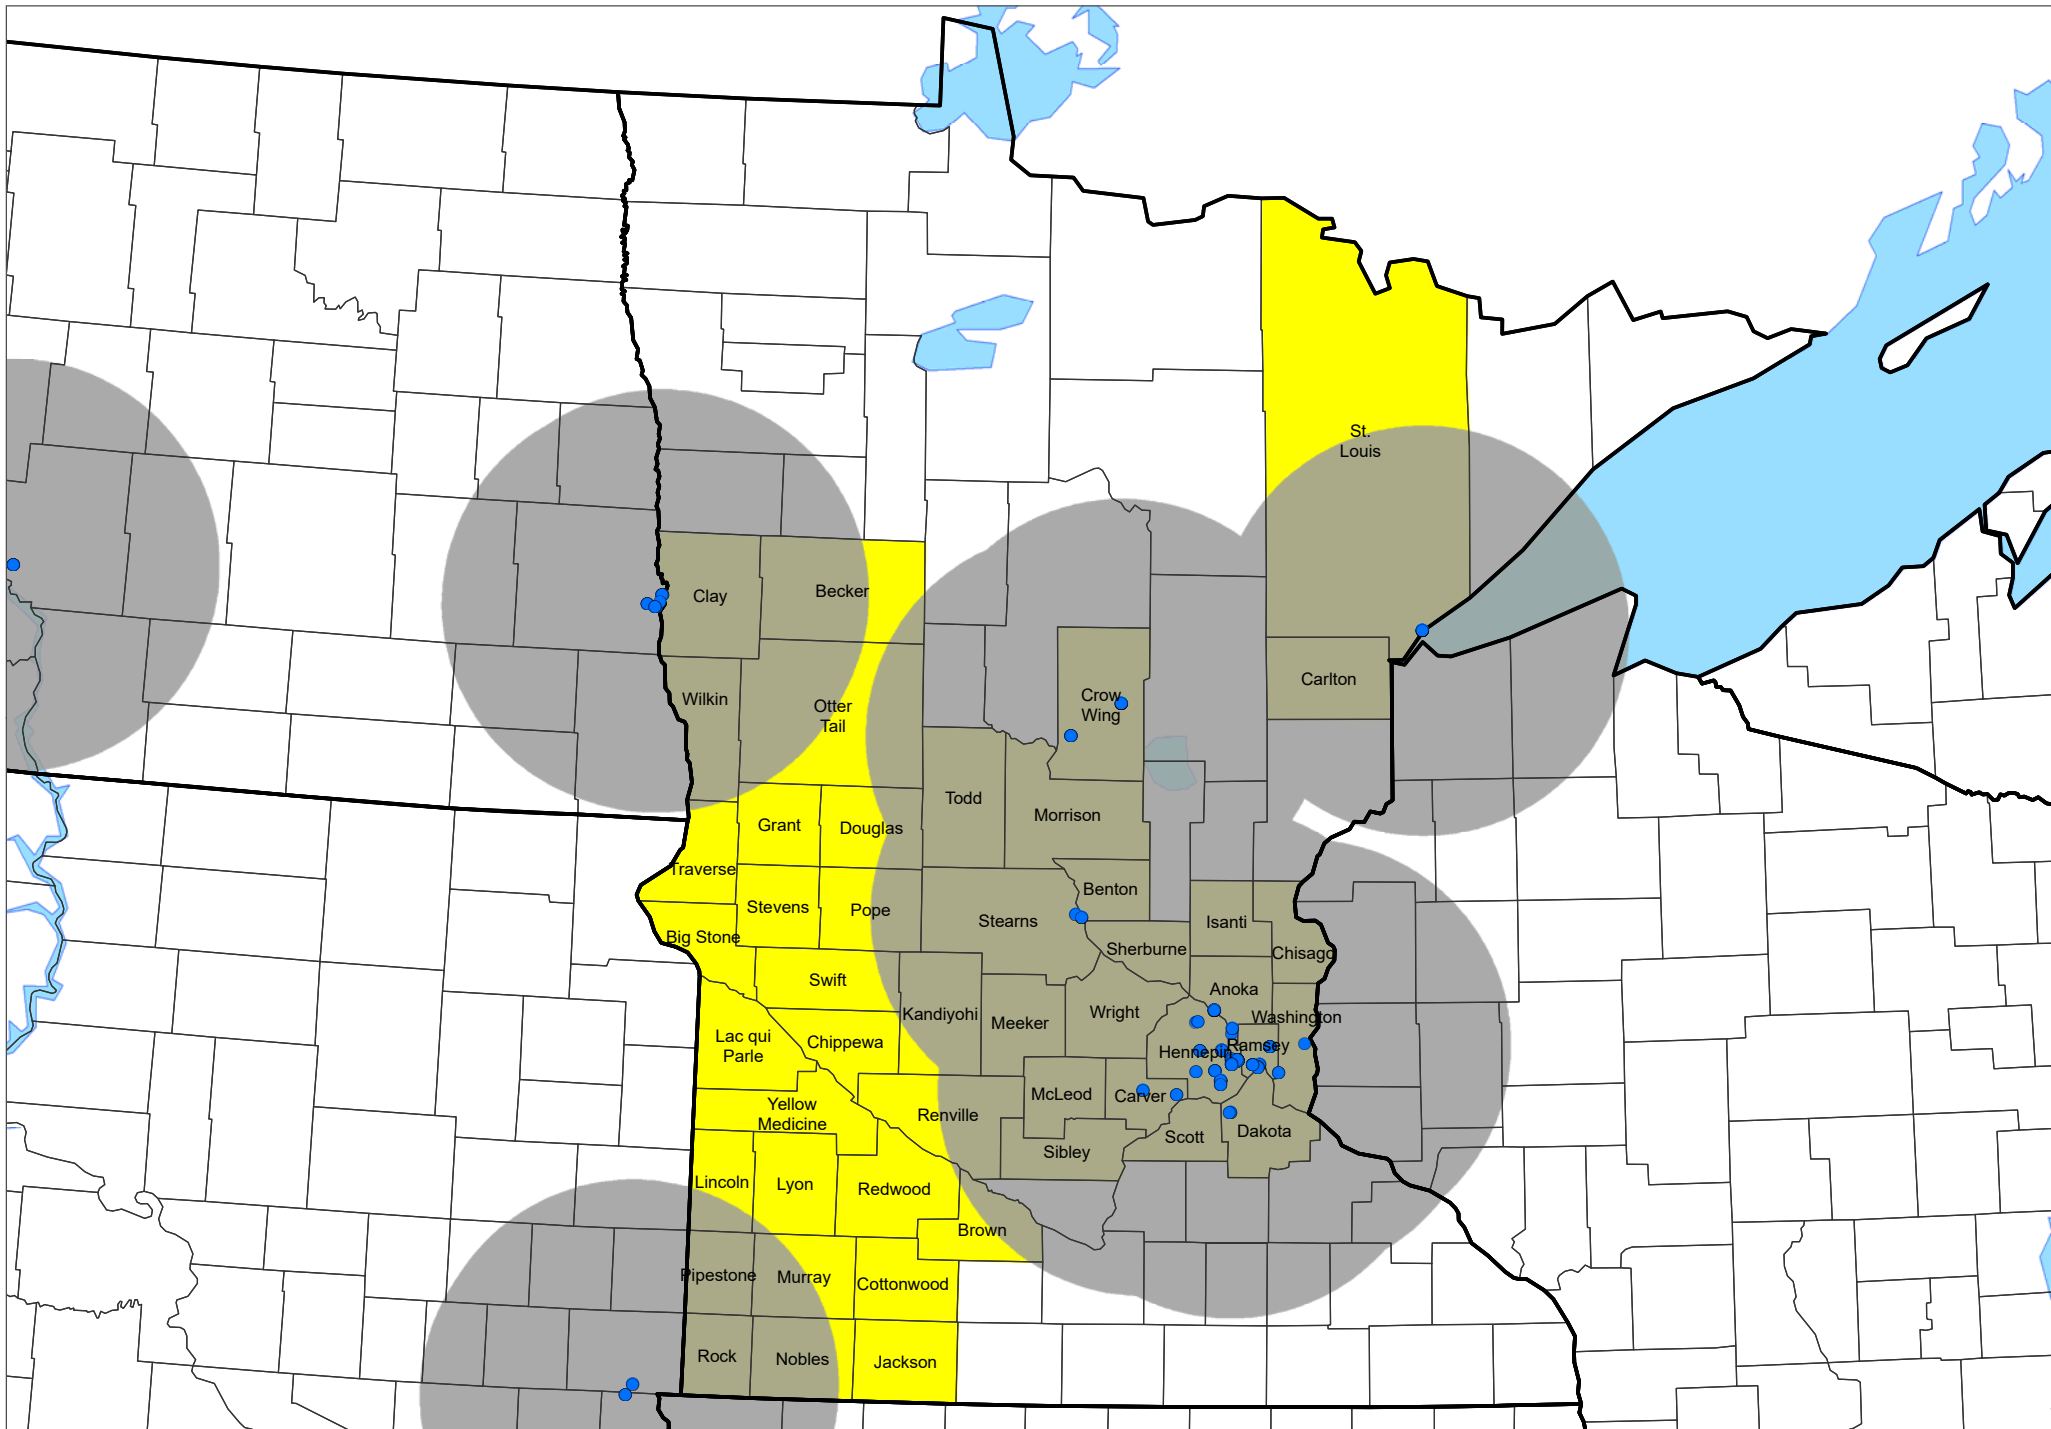 St.
Louis
Clay
Becker
Carlton
Wilkin
Crow
Wing
Otter
Tail
Todd
Morrison
Grant
Douglas
Traverse
Benton
Stevens
Pope
Stearns
Isanti
Big Stone
Sherburne
Chisago
Swift
Anoka
Kandiyohi
Meeker
Wright
Washington
Lac qui
Parle
Chippewa
Hennepin
Ramsey
McLeod
Carver
Yellow
Medicine
Renville
Scott
Dakota
Sibley
Lincoln
Lyon
Redwood
Brown
Pipestone
Murray
Cottonwood
Rock
Nobles
Jackson